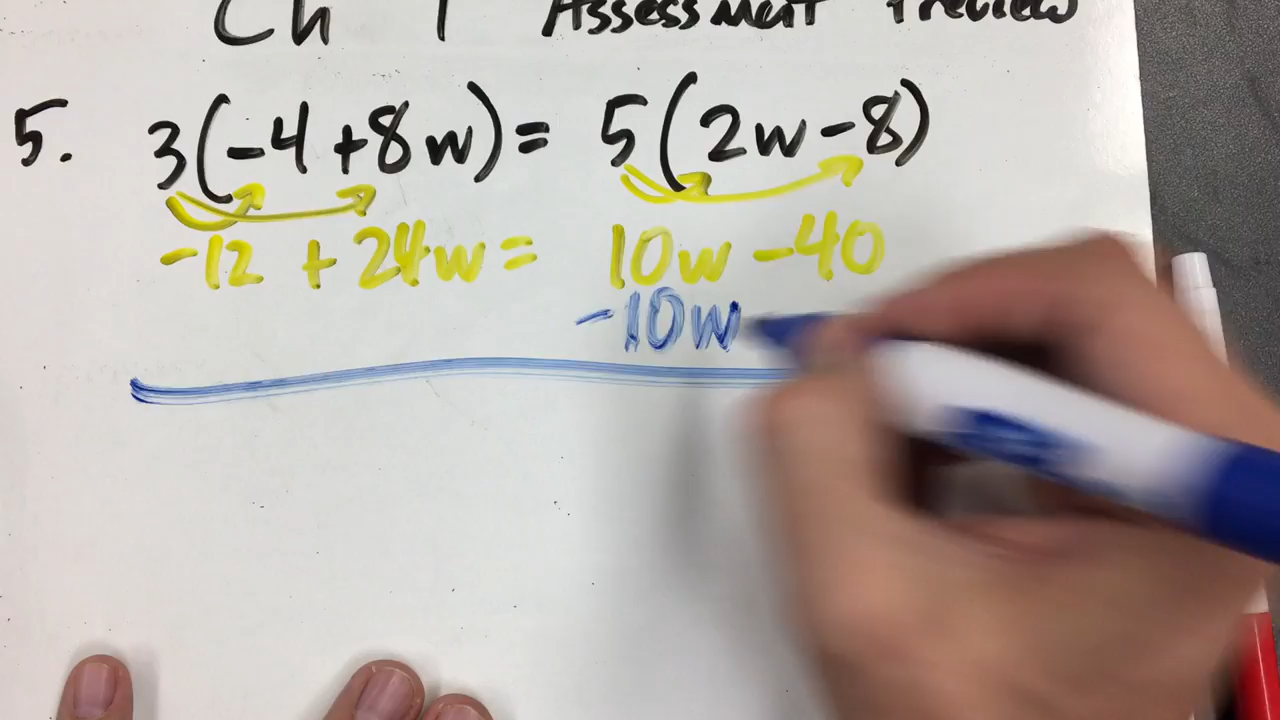 Ch 1 Assessment Preview
5. 3(-4+8w)= 5(2w-8)
-12 + 24w= 10w -40
-10w